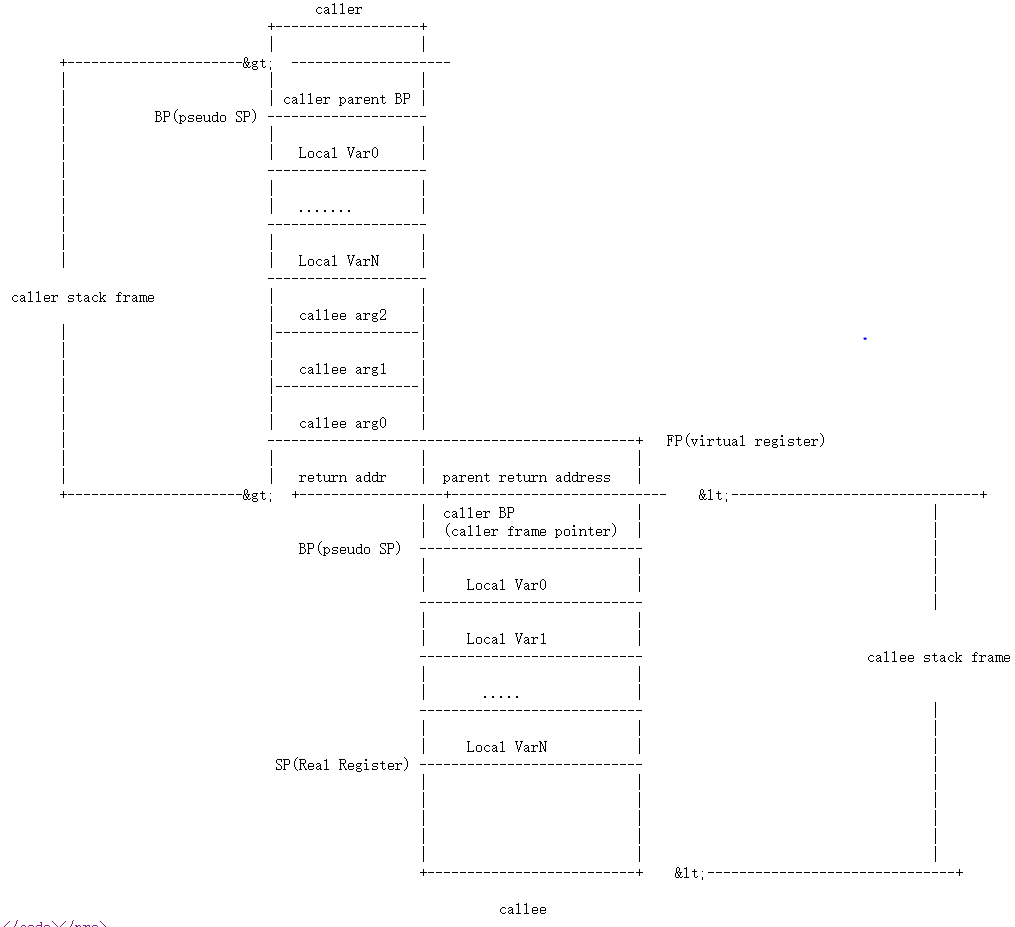 caller
&gt;
caller parent BP
BP(pseudo SP)
Local Var0
.......
Local VarN
caller stack frame
callee arg2
callee arg1
callee arg0
FP(virtual register)
return addr parent return address
&gt; &lt;
caller BP
(caller frame pointer)
BP(pseudo SP)
Local Var0
Local Var1
callee stack frame
.....
Local VarN
SP(Real Register)
&lt;
callee
</code></pre>